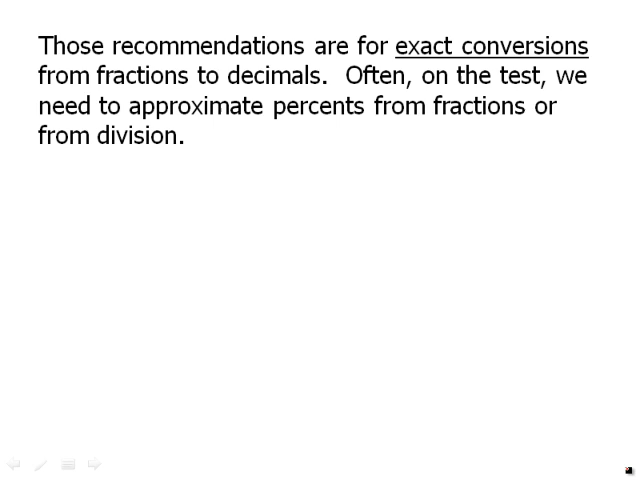 Those recommendations are for exact conversions
from fractions to decimals.  Often, on the test, we
need to approximate percents from fractions or
from division.